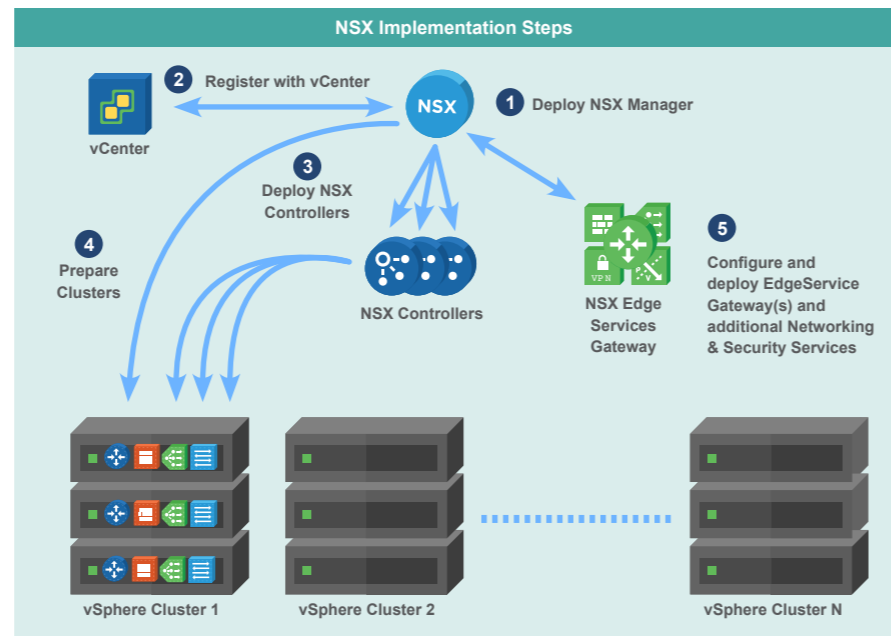 NSX Implementation Steps
2 Register with vCenter
NSX
1 Deploy NSX Manager
vCenter
3
Deploy NSX
Controllers
4
Prepare
Clusters
NSX Controllers
VPN
NSX Edge
Services
Gateway
5
Configure and
deploy EdgeService
Gateway(s) and
additional Networking
& Security Services
vSphere Cluster 1
vSphere Cluster 2
vSphere Cluster N